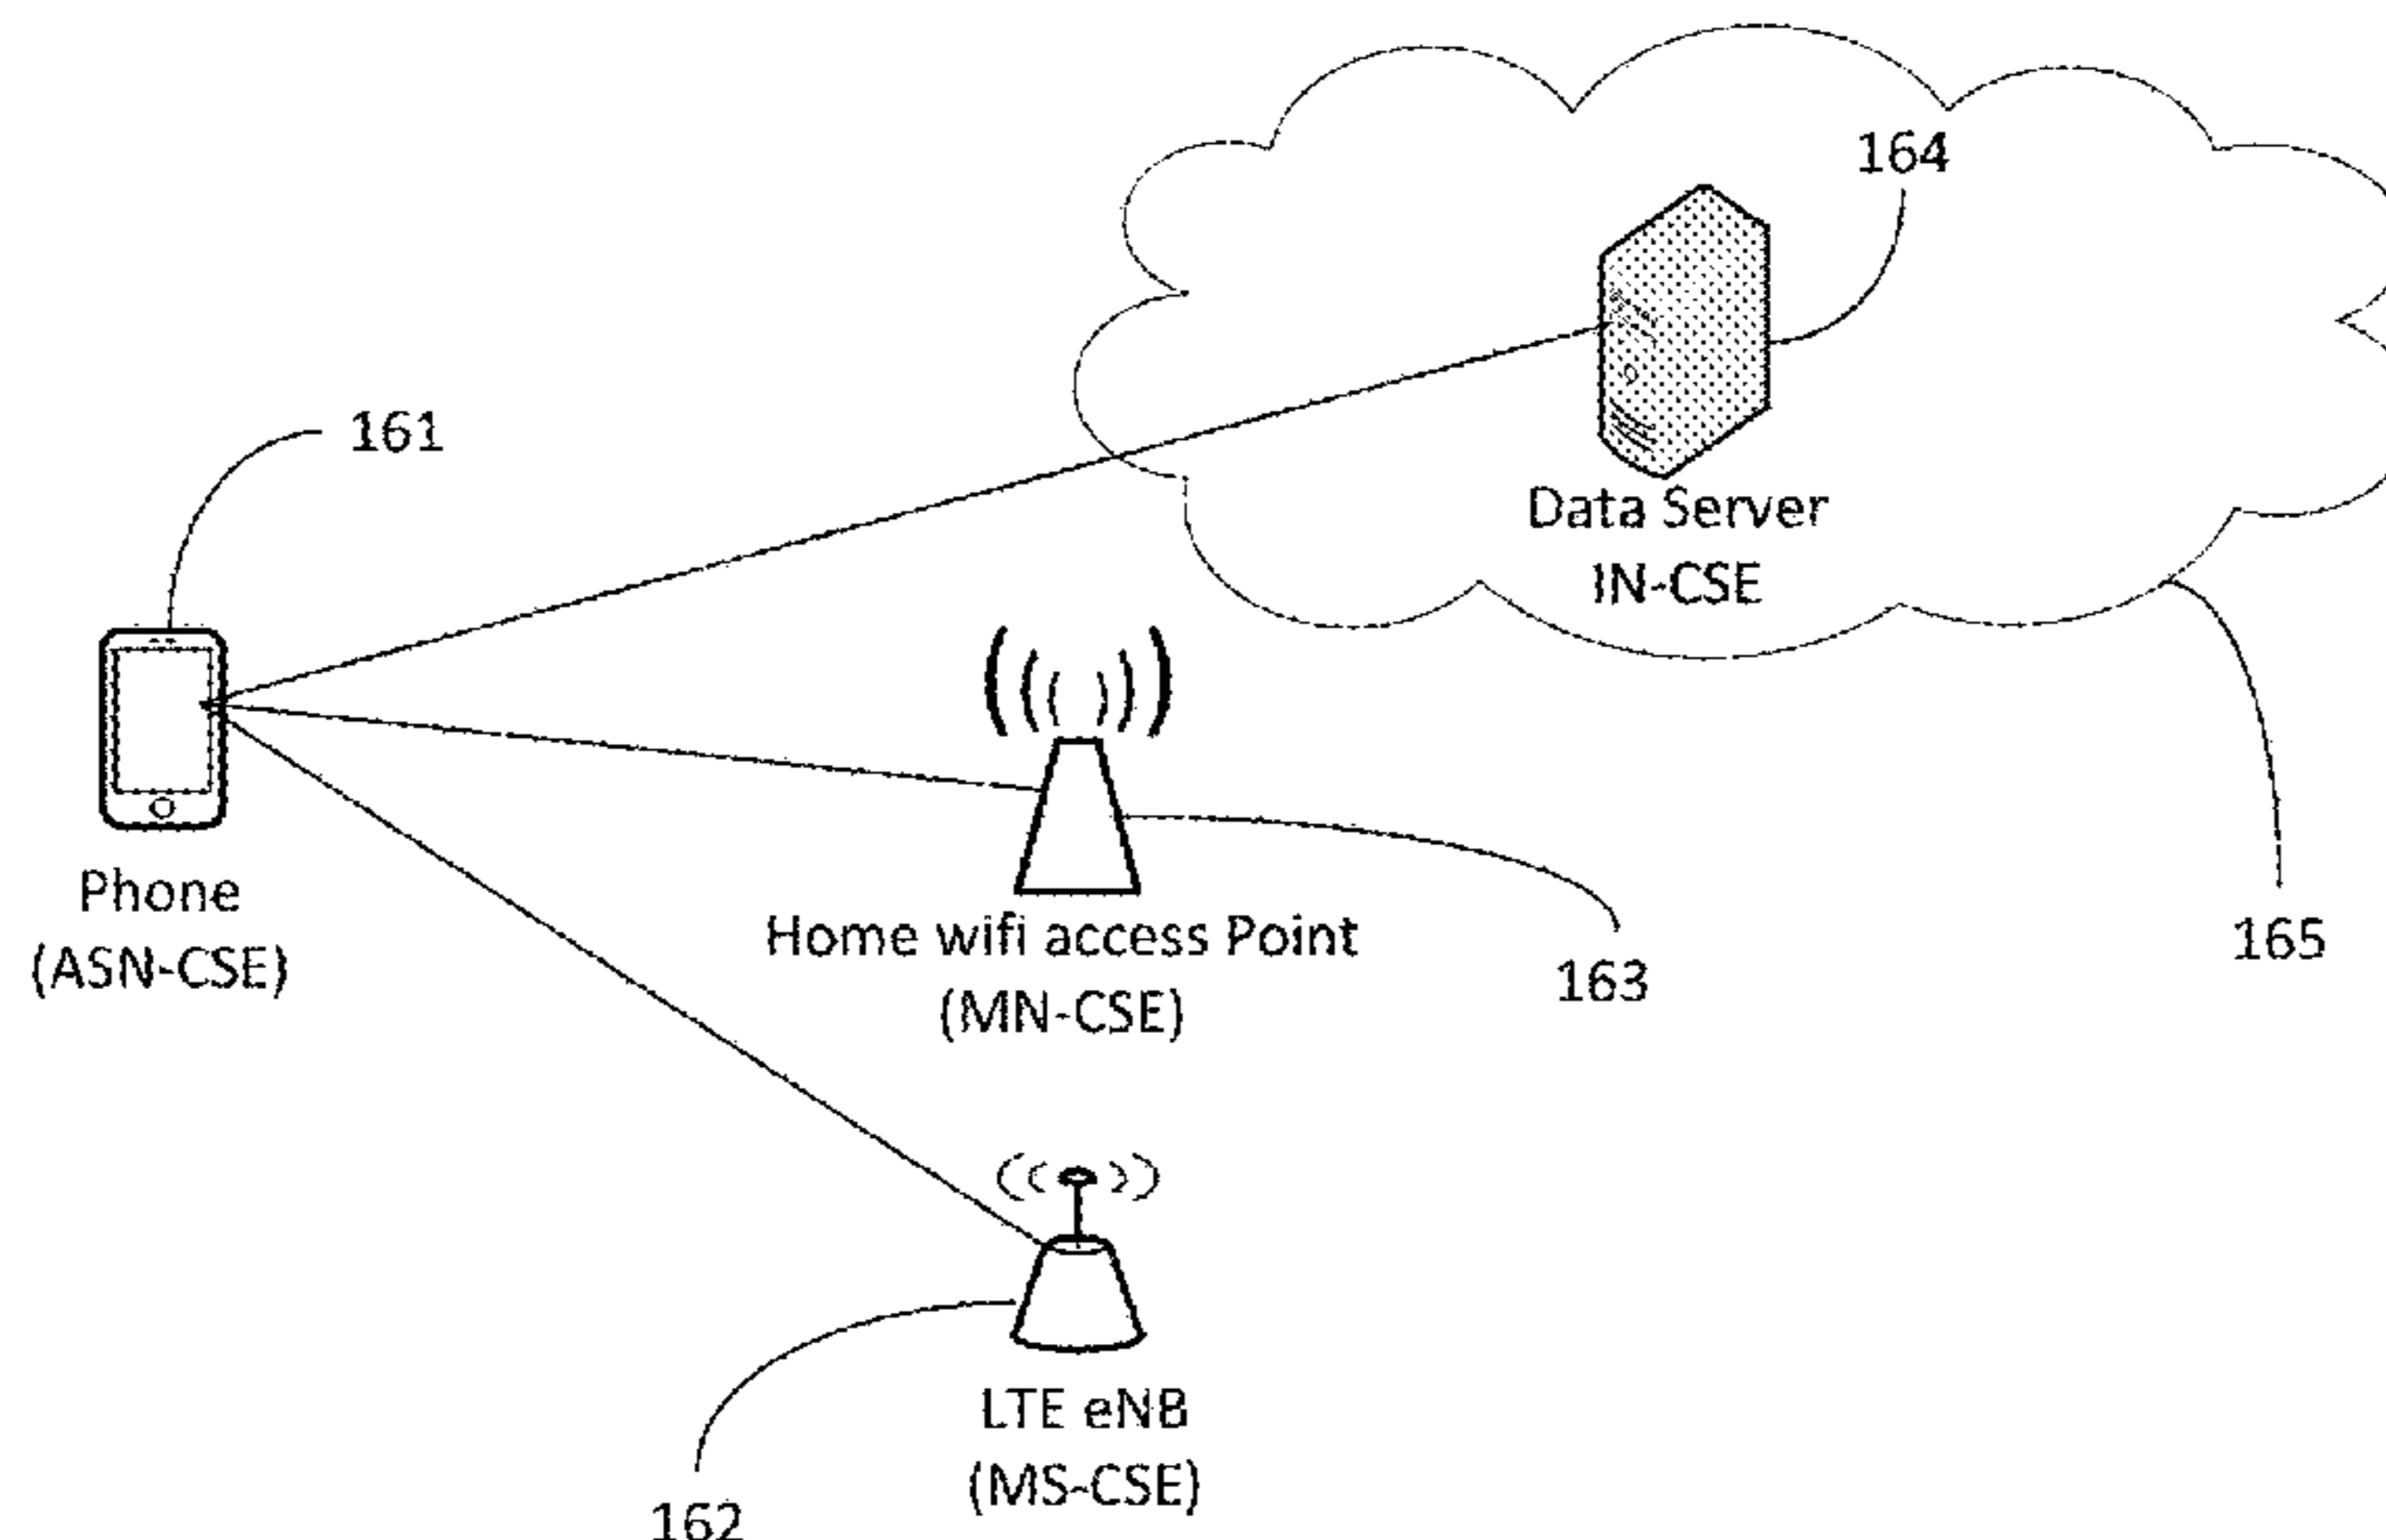 164
161
Data Server
IN-CSE
Phone
(ASN-CSE)
Home wifi access Point
(MN-CSE)
163
165
LTE eNB
(MS-CSE)
162